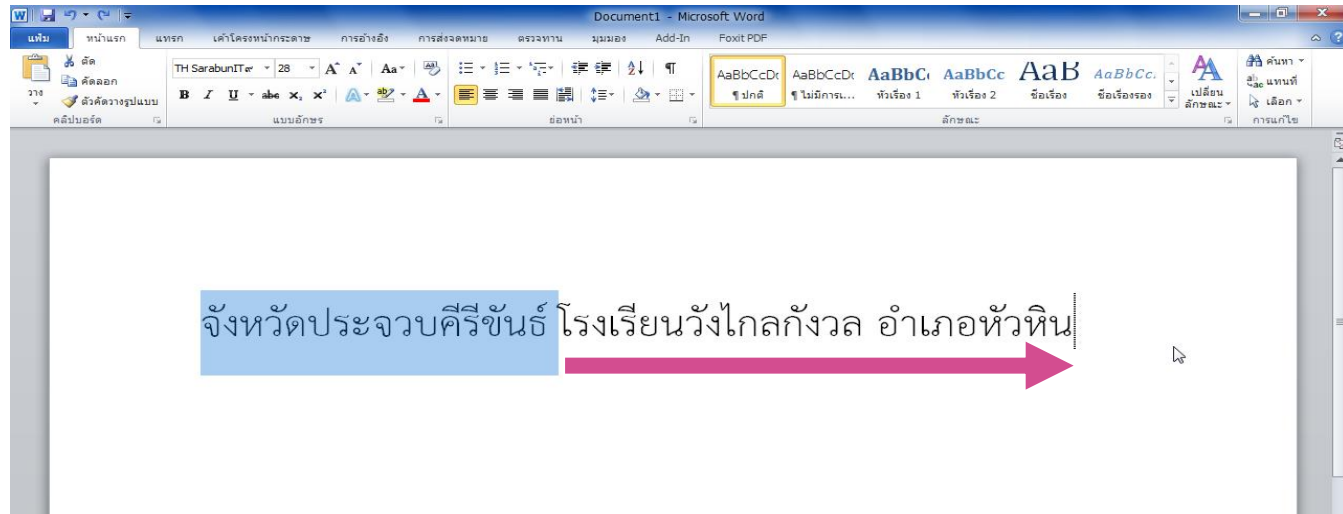 Document1 - Microsoft Word
แฟ้ม หน้าแรก แทรก เค้าโครงหน้ากระดาษ การอ้างอิง การส่งจดหมาย ตรวจทาน มุมมอง Add-In Foxit PDF
วาง
ตัด
คัดลอก
ตัวคัดวางรูปแบบ
คลิปบอร์ด
TH SarabunIT๙ 28
แบบอักษร
ย่อหน้า
AaBbCcDc AaBbCcDc AaBbC AaBbCc AaB AaBbCc.
¶ ปกติ ¶ ไม่มีการเ... หัวเรื่อง 1 หัวเรื่อง 2 ชื่อเรื่อง ชื่อเรื่องรอง
เปลี่ยน
ลักษณะ
ลักษณะ
ค้นหา
แทนที่
เลือก
การแก้ไข
จังหวัดประจวบคีรีขันธ์ โรงเรียนวังไกลกังวล อำเภอหัวหิน